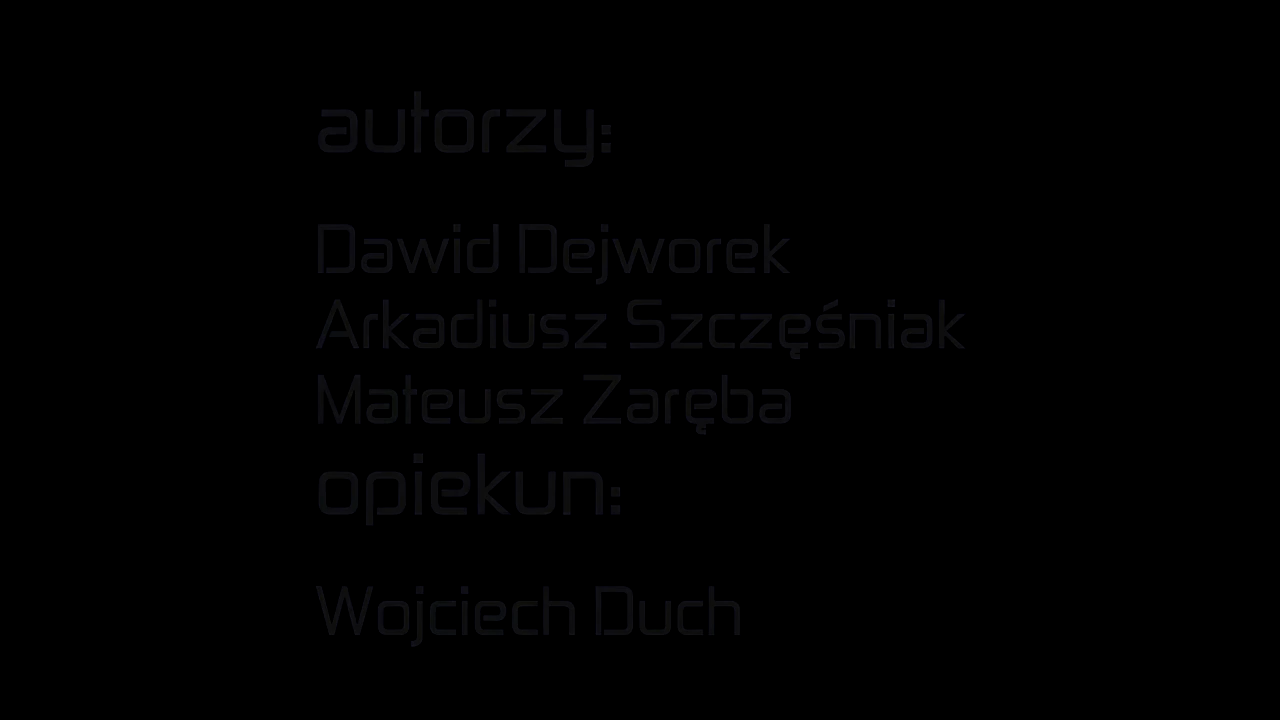 autorzy:
Dawid Dejworek
Arkadiusz Szczęśniak
Mateusz Zaręba
opiekun:
Wojciech Duch